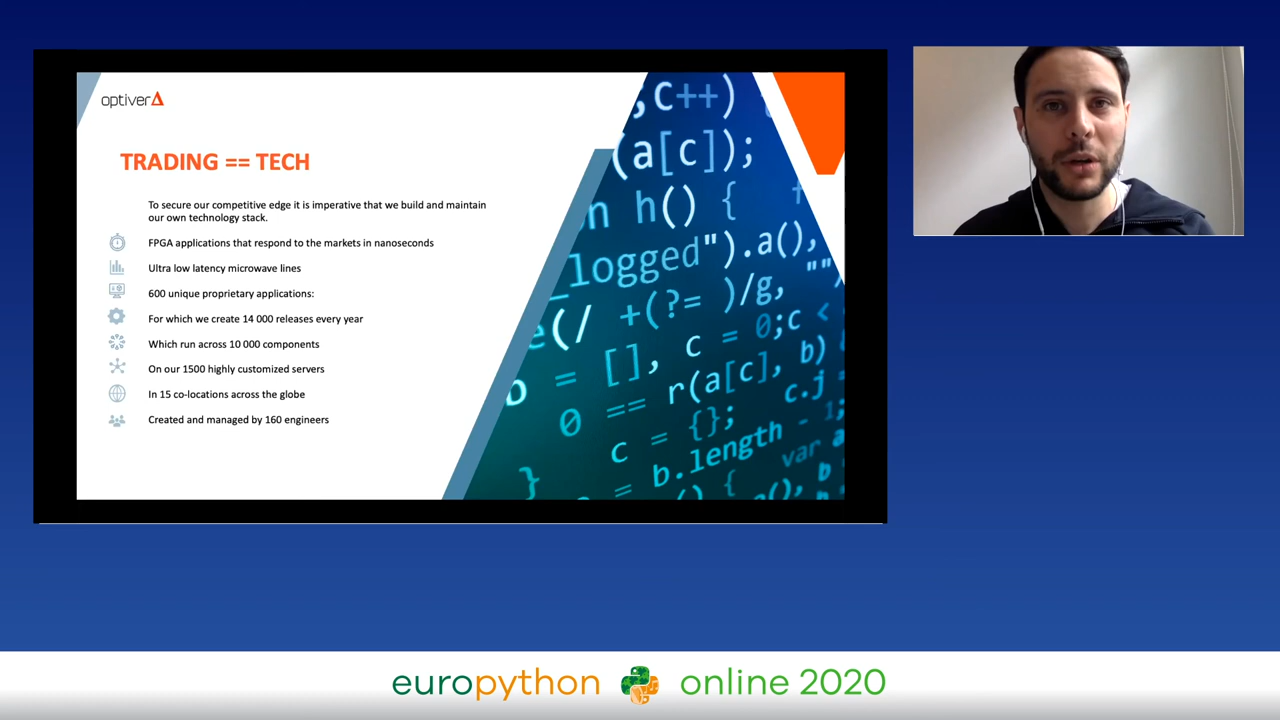 optiver
TRADING == TECH
To secure our competitive edge it is imperative that we build and maintain
our own technology stack.
FPGA applications that respond to the markets in nanoseconds
Ultra low latency microwave lines
600 unique proprietary applications:
For which we create 14 000 releases every year
Which run across 10 000 components
On our 1500 highly customized servers
In 15 co-locations across the globe
Created and managed by 160 engineers
;c++)
(a[c]);
h() {
_logged").a(),
e(/ +(?= )/g, "",
b = [], c = 0;c <
0 == r(a[c], b)
c = {}; c.j
} b.length - 1;
var a
europython online 2020